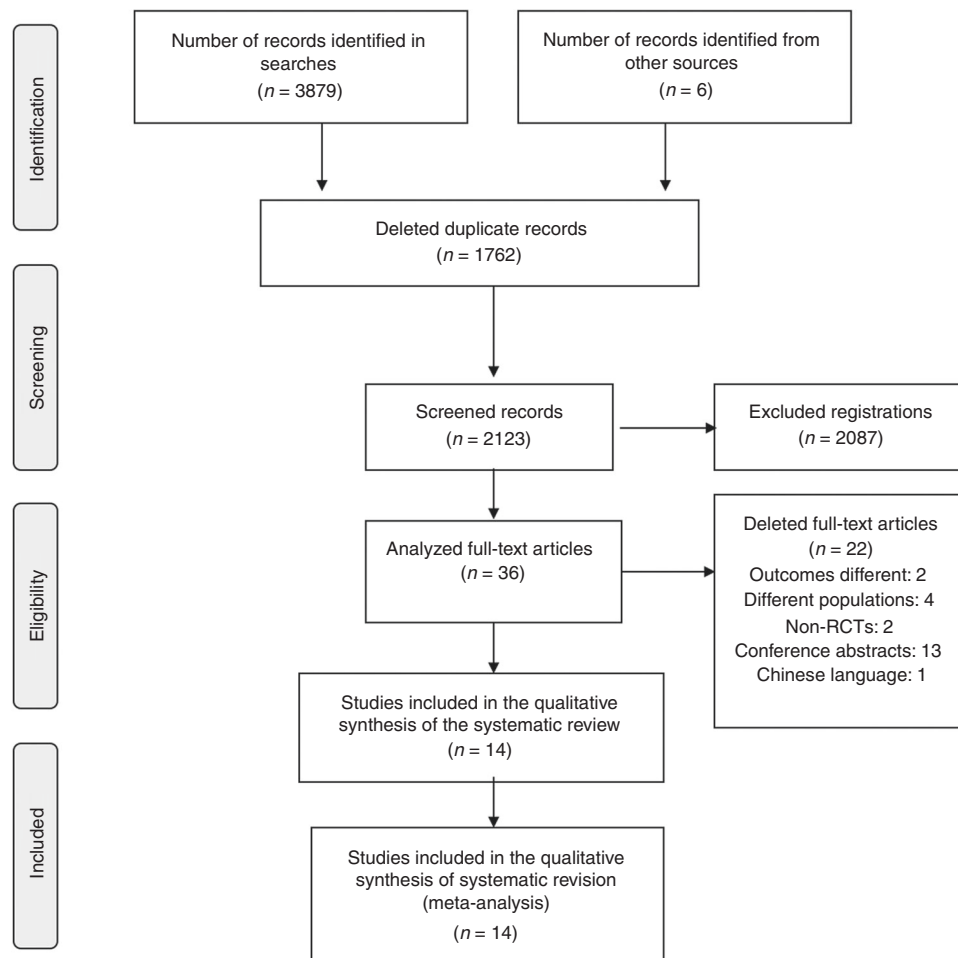 Identification
Number of records identified in
searches
(n = 3879)
Number of records identified from
other sources
(n = 6)
Deleted duplicate records
(n = 1762)
Screening
Screened records
(n = 2123)
Excluded registrations
(n = 2087)
Eligibility
Analyzed full-text articles
(n = 36)
Deleted full-text articles
(n = 22)
Outcomes different: 2
Different populations: 4
Non-RCTs: 2
Conference abstracts: 13
Chinese language: 1
Studies included in the qualitative
synthesis of the systematic review
(n = 14)
Included
Studies included in the qualitative
synthesis of systematic revision
(meta-analysis)
(n = 14)